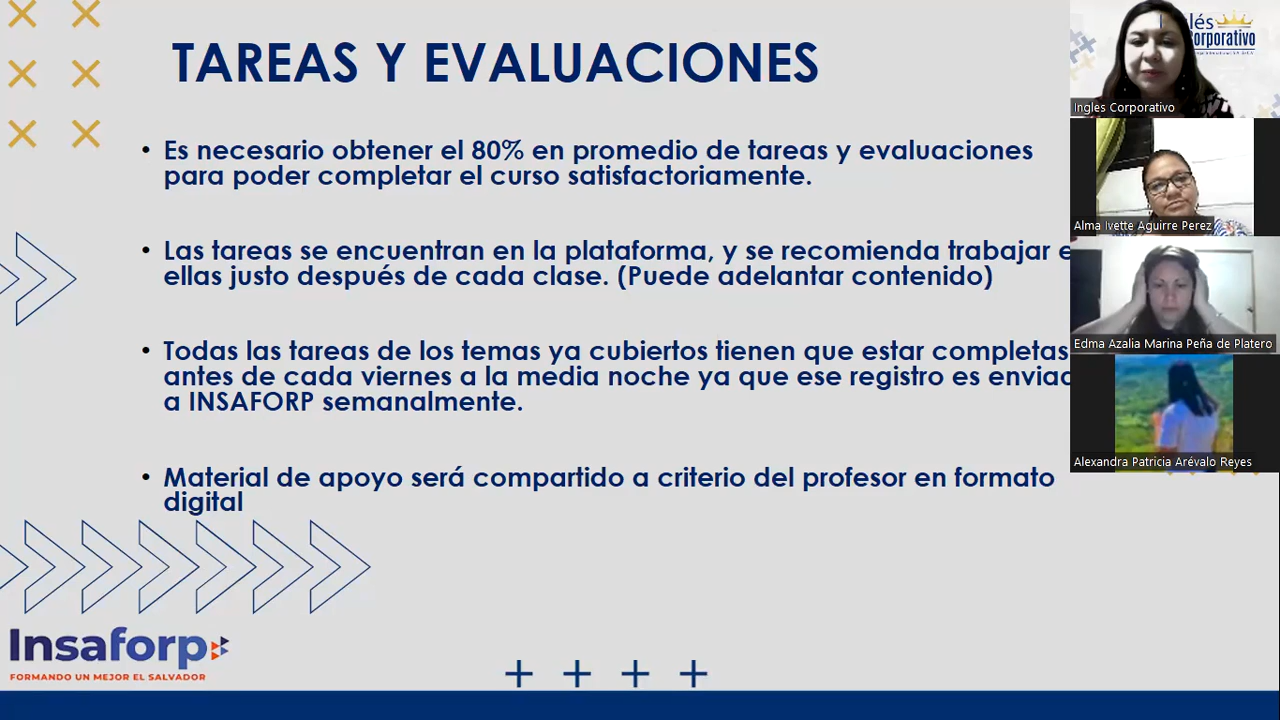 TAREAS Y EVALUACIONES
• Es necesario obtener el 80% en promedio de tareas y evaluaciones
para poder completar el curso satisfactoriamente.
• Las tareas se encuentran en la plataforma, y se recomienda trabajar
ellas justo después de cada clase. (Puede adelantar contenido)
• Todas las tareas de los temas ya cubiertos tienen que estar completas
antes de cada viernes a la media noche ya que ese registro es
a INSAFORP semanalmente.
• Material de apoyo será compartido a criterio del profesor en formato
digital
Insaforp
FORMANDO UN MEJOR EL SALVADOR
Ingles Corporativo
Alma Ivette Aguirre Perez
Edma Azalia Marina Peña de Platero
Alexandra Patricia Arévalo Reyes